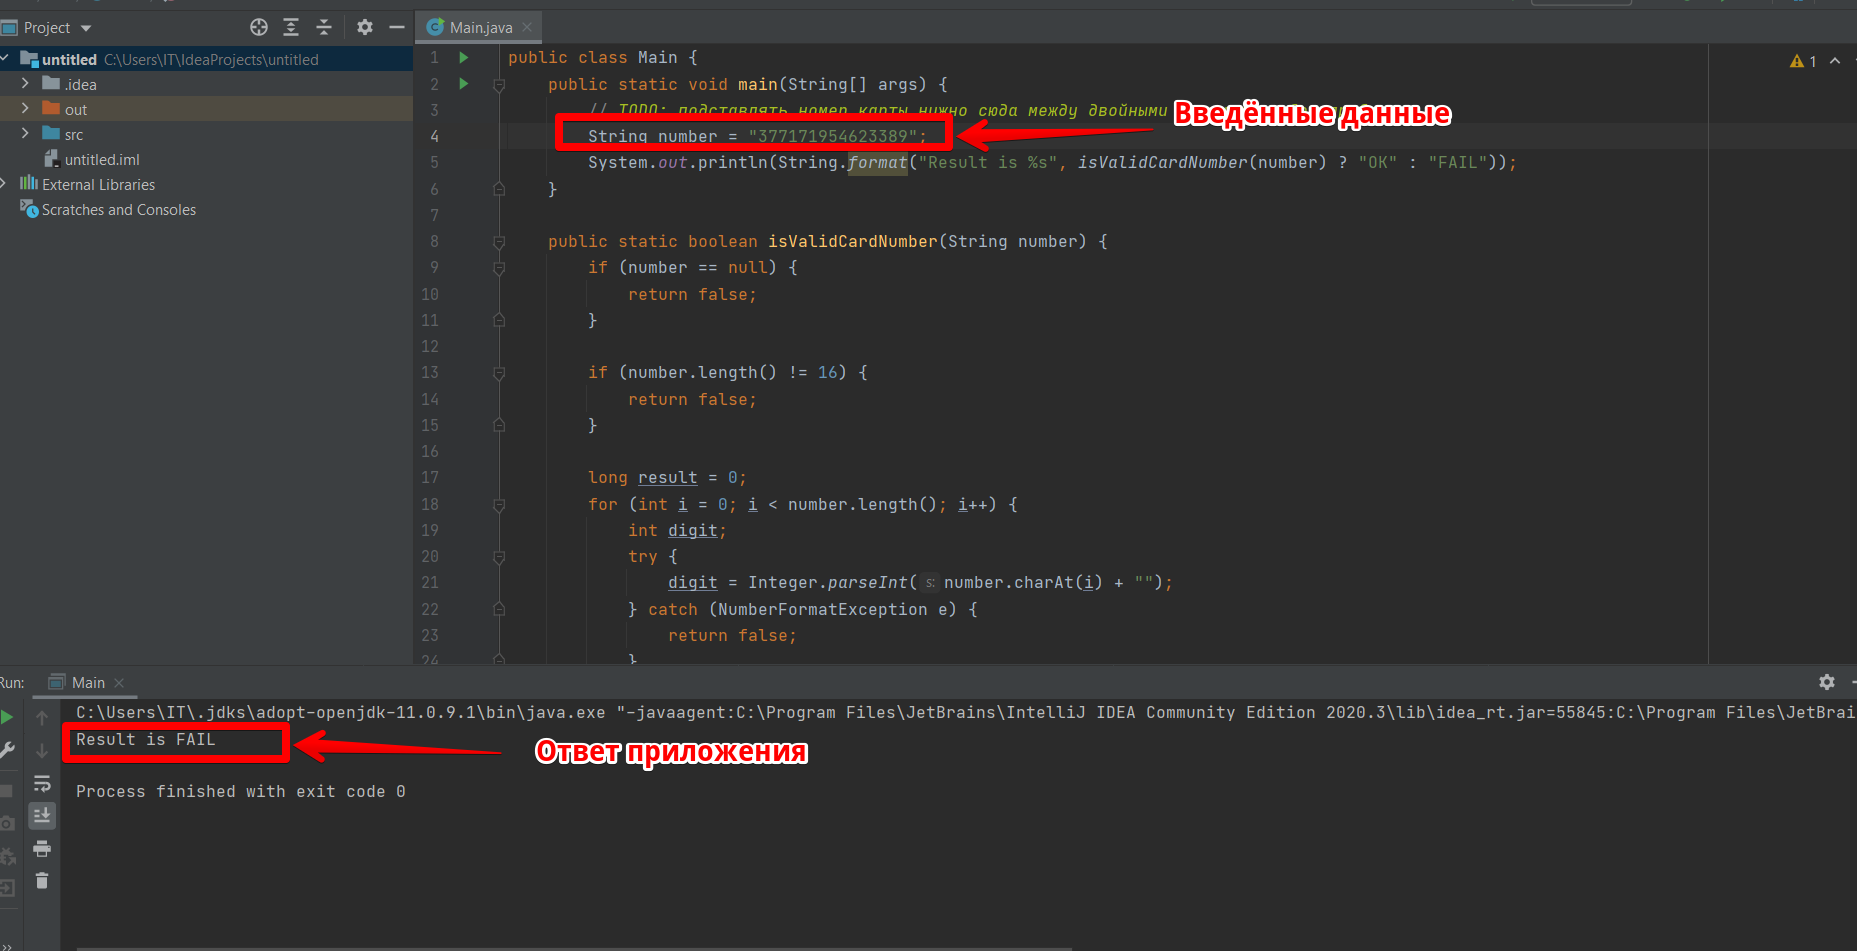 Project
Main.java
untitled C:\Users\IT\IdeaProjects\untitled
.idea
out
src
untitled.iml
External Libraries
Scratches and Consoles
1
1 public class Main {
2 public static void main(String[] args) {
3 // TODO: подставлять номер карты нужно сюда между двойными
Введённые данные
4 String number = "377171954623389";
5 System.out.println(String.format("Result is %s", isValidCardNumber(number) ? "OK" : "FAIL"));
6 }
7
8 public static boolean isValidCardNumber(String number) {
9 if (number == null) {
10 return false;
11 }
12
13 if (number.length() != 16) {
14 return false;
15 }
16
17 long result = 0;
18 for (int i = 0; i < number.length(); i++) {
19 int digit;
20 try {
21 digit = Integer.parseInt( s: number.charAt(i) + "");
22 } catch (NumberFormatException e) {
23 return false;
24 }
Run: Main
C:\Users\IT\.jdks\adopt-openjdk-11.0.9.1\bin\java.exe "-javaagent:C:\Program Files\JetBrains\IntelliJ IDEA Community Edition 2020.3\lib\idea_rt.jar=55845:C:\Program Files\JetBrai
Result is FAIL
Ответ приложения
Process finished with exit code 0